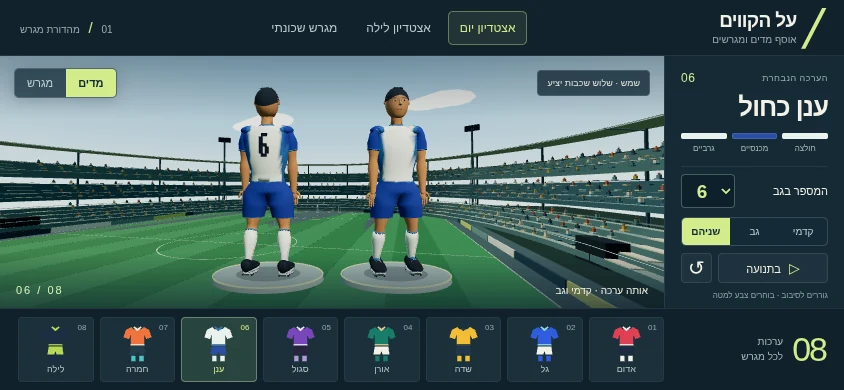 על הקווים
אוסף מדים ומגרשים
אצטדיון יום
אצטדיון לילה
מגרש שכונתי
01 / מהדורת מגרש
הערכה הנבחרת
06
ענן כחול
חולצה
מכנסיים
גרביים
המספר בגב
6
קדמי
גב
שניהם
▷ בתנועה
↺
גוררים לסיבוב · בוחרים צבע למטה
שמש · שלוש שכבות יציע
מדים
מגרש
6
אותה ערכה · קדמי וגב
06 / 08
08
ערכות
לכל מגרש
01
אדום
02
גל
03
שדה
04
אורן
05
סגול
06
ענן
07
חמרה
08
לילה